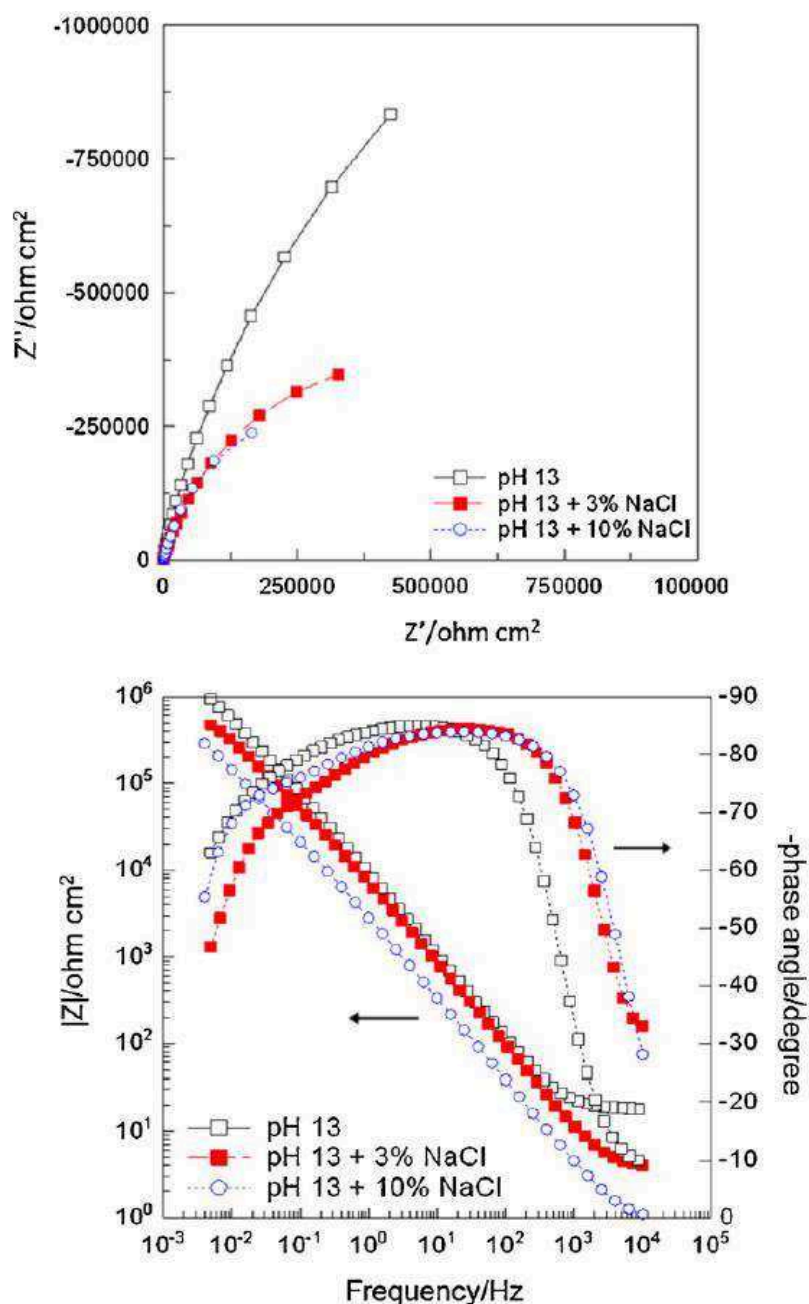 -1000000
-750000
-500000
-250000
0
Z''/ohm cm²
pH 13
pH 13 + 3% NaCl
pH 13 + 10% NaCl
0 250000 500000 750000 100000
Z'/ohm cm²
10⁶
10⁵
10⁴
10³
10²
10¹
10⁰
|Z|/ohm cm²
-90
-80
-70
-60
-50
-40
-30
-20
-10
0
-phase angle/degree
pH 13
pH 13 + 3% NaCl
pH 13 + 10% NaCl
10⁻³ 10⁻² 10⁻¹ 10⁰ 10¹ 10² 10³ 10⁴ 10⁵
Frequency/Hz